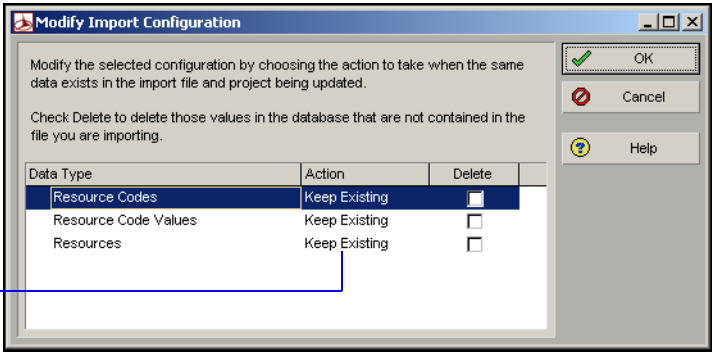 Modify Import Configuration
Modify the selected configuration by choosing the action to take when the same
data exists in the import file and project being updated.
Check Delete to delete those values in the database that are not contained in the
file you are importing.
OK
Cancel
Help
Data Type Action Delete
Resource Codes Keep Existing
Resource Code Values Keep Existing
Resources Keep Existing